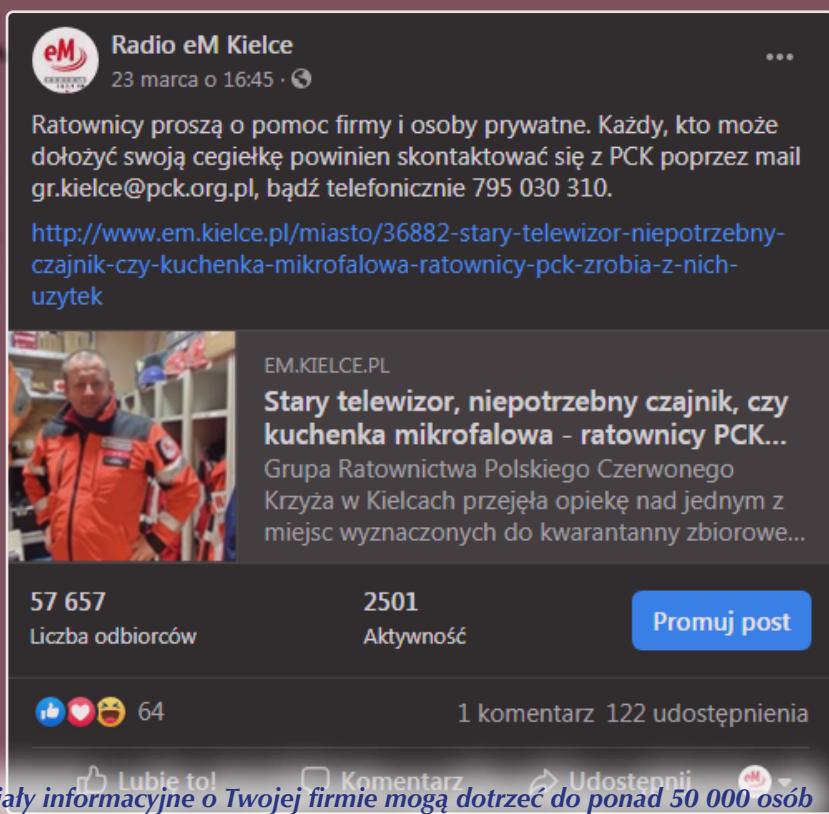 eM
Radio eM Kielce
23 marca o 16:45 ·
Ratownicy proszą o pomoc firmy i osoby prywatne. Każdy, kto może
dołożyć swoją cegiełkę powinien skontaktować się z PCK poprzez mail
gr.kielce@pck.org.pl, bądź telefonicznie 795 030 310.
http://www.em.kielce.pl/miasto/36882-stary-telewizor-niepotrzebny-
czajnik-czy-kuchenka-mikrofalowa-ratownicy-pck-zrobia-z-nich-
uzytek
EM.KIELCE.PL
Stary telewizor, niepotrzebny czajnik, czy
kuchenka mikrofalowa - ratownicy PCK...
Grupa Ratownictwa Polskiego Czerwonego
Krzyża w Kielcach przejęła opiekę nad jednym z
miejsc wyznaczonych do kwarantanny zbiorowe...
57 657 2501
Liczba odbiorców Aktywność Promuj post
64 1 komentarz 122 udostępnienia
Lubię to! Komentarz Udostępnij eM
informacyjne o Twojej firmie mogą dotrzeć do ponad 50 000 osób